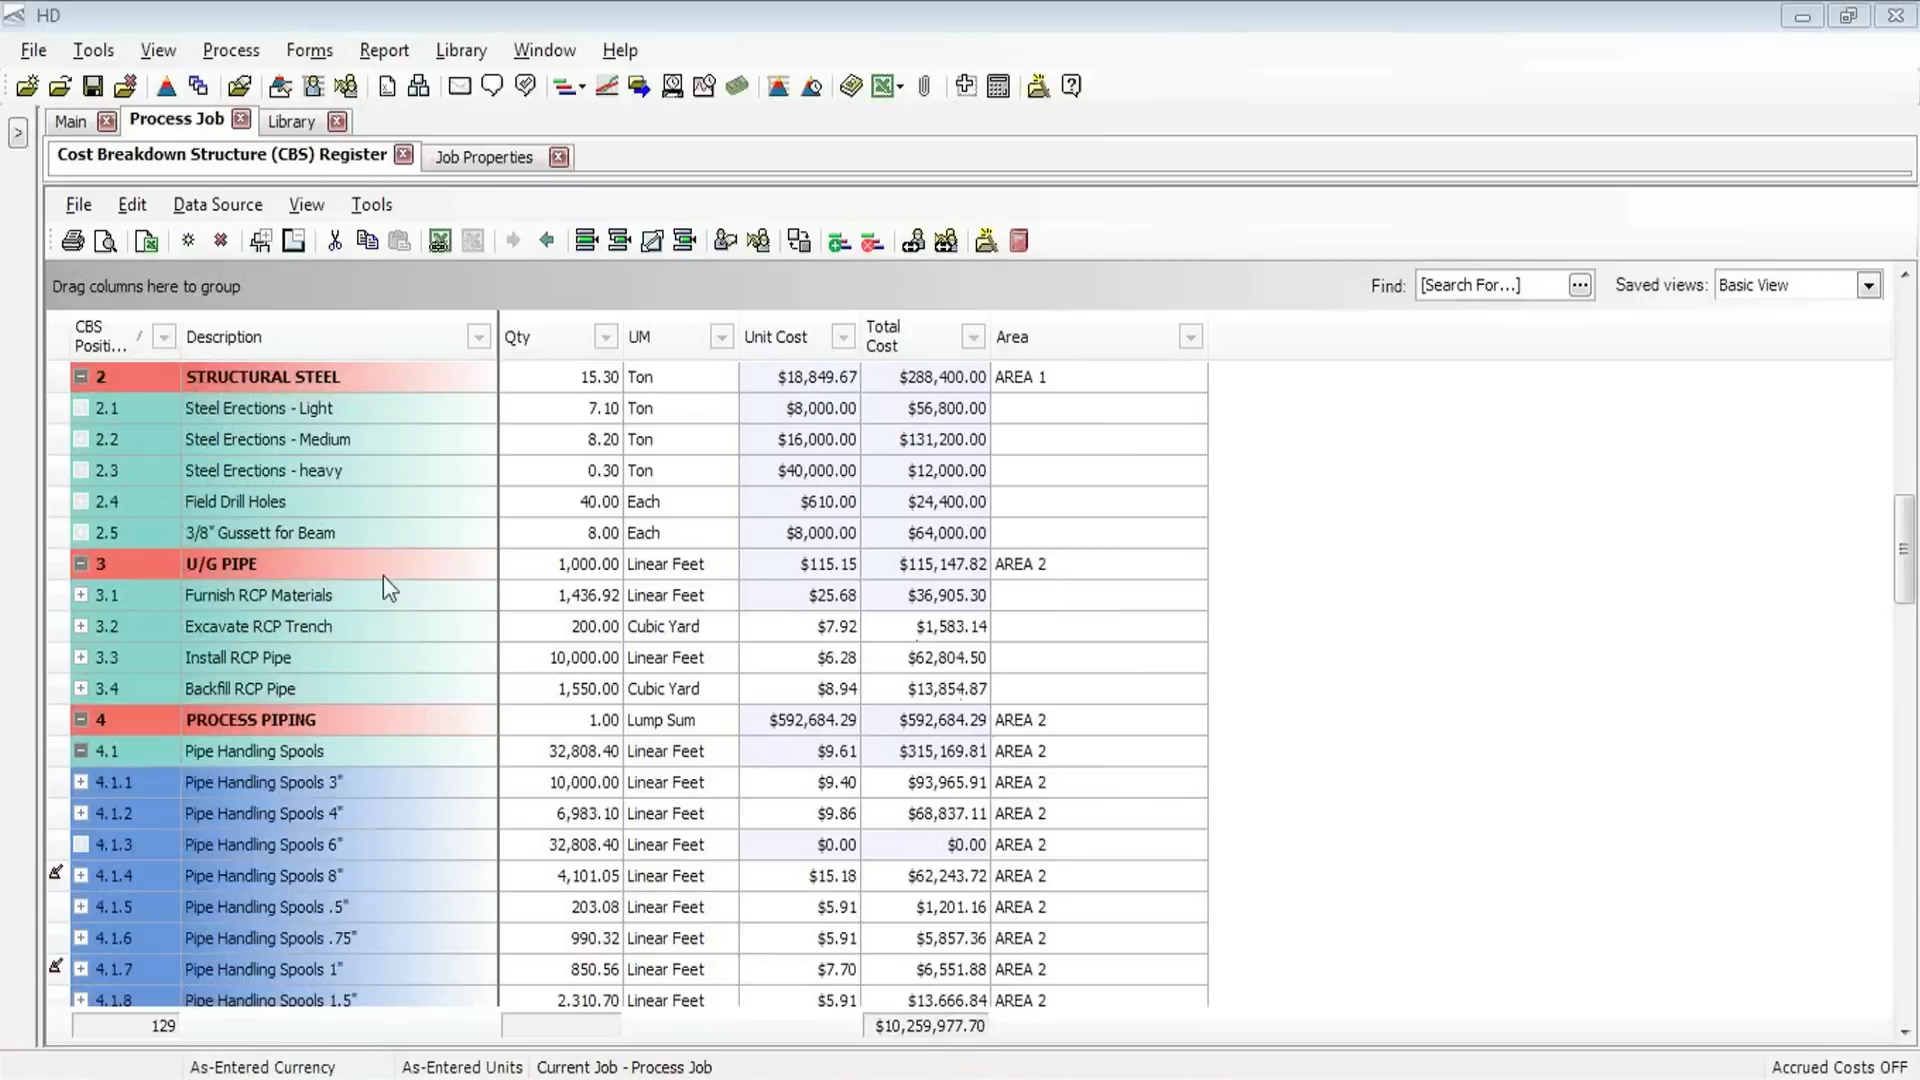 HD
File Tools View Process Forms Report Library Window Help
Main Process Job Library
>
Cost Breakdown Structure (CBS) Register Job Properties
File Edit Data Source View Tools
Drag columns here to group Find: [Search For...] ... Saved views: Basic View
CBS Positi... / Description Qty UM Unit Cost Total Cost Area
2 STRUCTURAL STEEL 15.30 Ton $18,849.67 $288,400.00 AREA 1
2.1 Steel Erections - Light 7.10 Ton $8,000.00 $56,800.00
2.2 Steel Erections - Medium 8.20 Ton $16,000.00 $131,200.00
2.3 Steel Erections - heavy 0.30 Ton $40,000.00 $12,000.00
2.4 Field Drill Holes 40.00 Each $610.00 $24,400.00
2.5 3/8" Gussett for Beam 8.00 Each $8,000.00 $64,000.00
3 U/G PIPE 1,000.00 Linear Feet $115.15 $115,147.82 AREA 2
3.1 Furnish RCP Materials 1,436.92 Linear Feet $25.68 $36,905.30
3.2 Excavate RCP Trench 200.00 Cubic Yard $7.92 $1,583.14
3.3 Install RCP Pipe 10,000.00 Linear Feet $6.28 $62,804.50
3.4 Backfill RCP Pipe 1,550.00 Cubic Yard $8.94 $13,854.87
4 PROCESS PIPING 1.00 Lump Sum $592,684.29 $592,684.29 AREA 2
4.1 Pipe Handling Spools 32,808.40 Linear Feet $9.61 $315,169.81 AREA 2
4.1.1 Pipe Handling Spools 3" 10,000.00 Linear Feet $9.40 $93,965.91 AREA 2
4.1.2 Pipe Handling Spools 4" 6,983.10 Linear Feet $9.86 $68,837.11 AREA 2
4.1.3 Pipe Handling Spools 6" 32,808.40 Linear Feet $0.00 $0.00 AREA 2
4.1.4 Pipe Handling Spools 8" 4,101.05 Linear Feet $15.18 $62,243.72 AREA 2
4.1.5 Pipe Handling Spools .5" 203.08 Linear Feet $5.91 $1,201.16 AREA 2
4.1.6 Pipe Handling Spools .75" 990.32 Linear Feet $5.91 $5,857.36 AREA 2
4.1.7 Pipe Handling Spools 1" 850.56 Linear Feet $7.70 $6,551.88 AREA 2
4.1.8 Pipe Handling Spools 1.5" 2,310.70 Linear Feet $5.91 $13,666.84 AREA 2
129 $10,259,977.70
As-Entered Currency As-Entered Units Current Job - Process Job Accrued Costs OFF